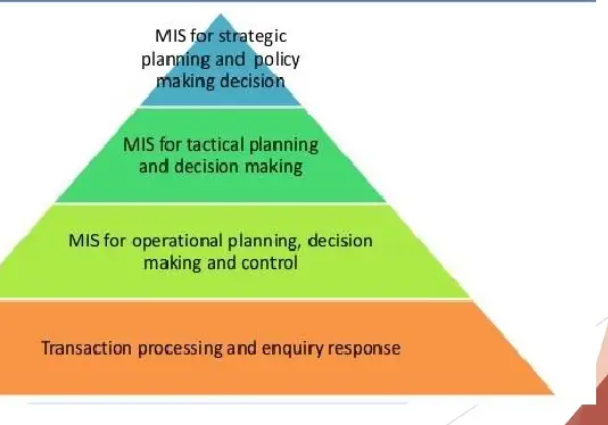 MIS for strategic
planning and policy
making decision
MIS for tactical planning
and decision making
MIS for operational planning, decision
making and control
Transaction processing and enquiry response